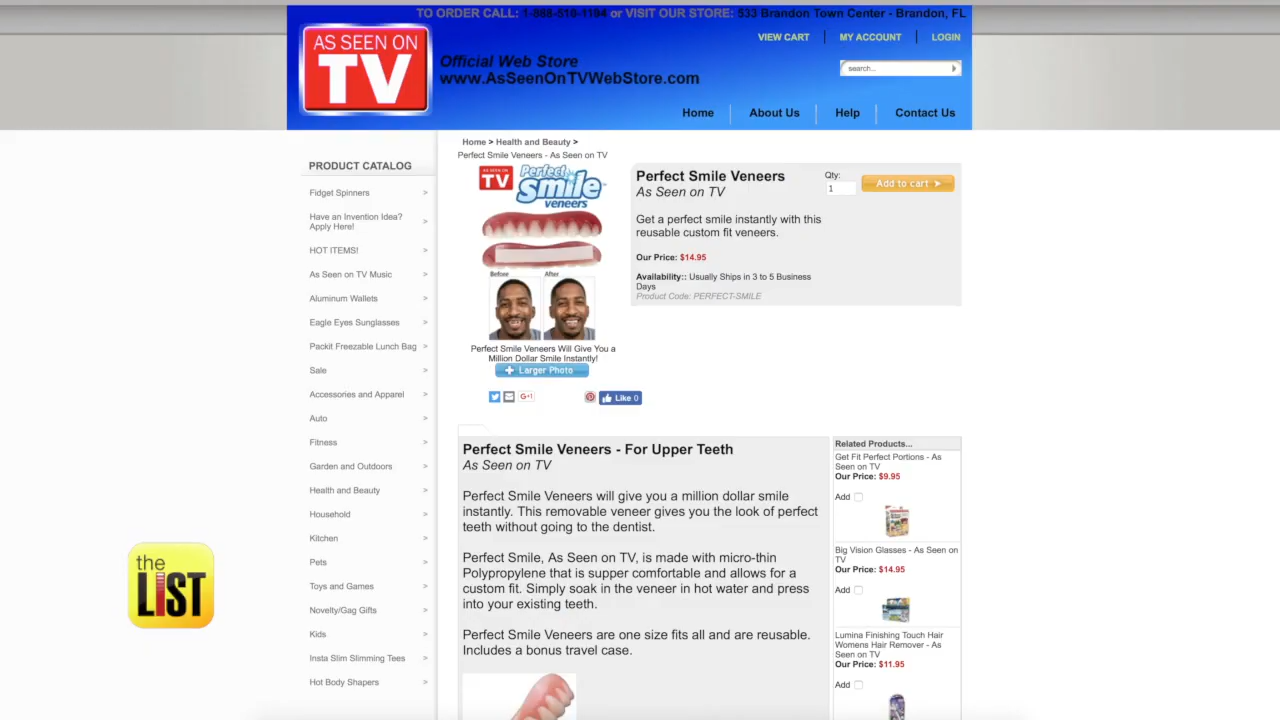 TO ORDER CALL: 1-888-510-1194 or VISIT OUR STORE: 533 Brandon Town Center - Brandon, FL
AS SEEN ON
TV
Official Web Store
www.AsSeenOnTVWebStore.com
VIEW CART
MY ACCOUNT
LOGIN
search...
Home
About Us
Help
Contact Us
PRODUCT CATALOG
Fidget Spinners >
Have an Invention Idea?
Apply Here! >
HOT ITEMS! >
As Seen on TV Music >
Aluminum Wallets >
Eagle Eyes Sunglasses >
Packit Freezable Lunch Bag >
Sale >
Accessories and Apparel >
Auto >
Fitness >
Garden and Outdoors >
Health and Beauty >
Household >
Kitchen >
Pets >
Toys and Games >
Novelty/Gag Gifts >
Kids >
Insta Slim Slimming Tees >
Hot Body Shapers >
the
LIST
Home > Health and Beauty >
Perfect Smile Veneers - As Seen on TV
TV
Perfect
smile
veneers
Before
After
Perfect Smile Veneers Will Give You a
Million Dollar Smile Instantly!
Larger Photo
G+1
Like 0
Perfect Smile Veneers
As Seen on TV
Get a perfect smile instantly with this
reusable custom fit veneers.
Our Price: $14.95
Availability:: Usually Ships in 3 to 5 Business
Days
Product Code: PERFECT-SMILE
Qty:
1
Add to cart
Perfect Smile Veneers - For Upper Teeth
As Seen on TV
Perfect Smile Veneers will give you a million dollar smile
instantly. This removable veneer gives you the look of perfect
teeth without going to the dentist.
Perfect Smile, As Seen on TV, is made with micro-thin
Polypropylene that is supper comfortable and allows for a
custom fit. Simply soak in the veneer in hot water and press
into your existing teeth.
Perfect Smile Veneers are one size fits all and are reusable.
Includes a bonus travel case.
Related Products...
Get Fit Perfect Portions - As
Seen on TV
Our Price: $9.95
Add
Big Vision Glasses - As Seen on
TV
Our Price: $14.95
Add
Lumina Finishing Touch Hair
Womens Hair Remover - As
Seen on TV
Our Price: $11.95
Add